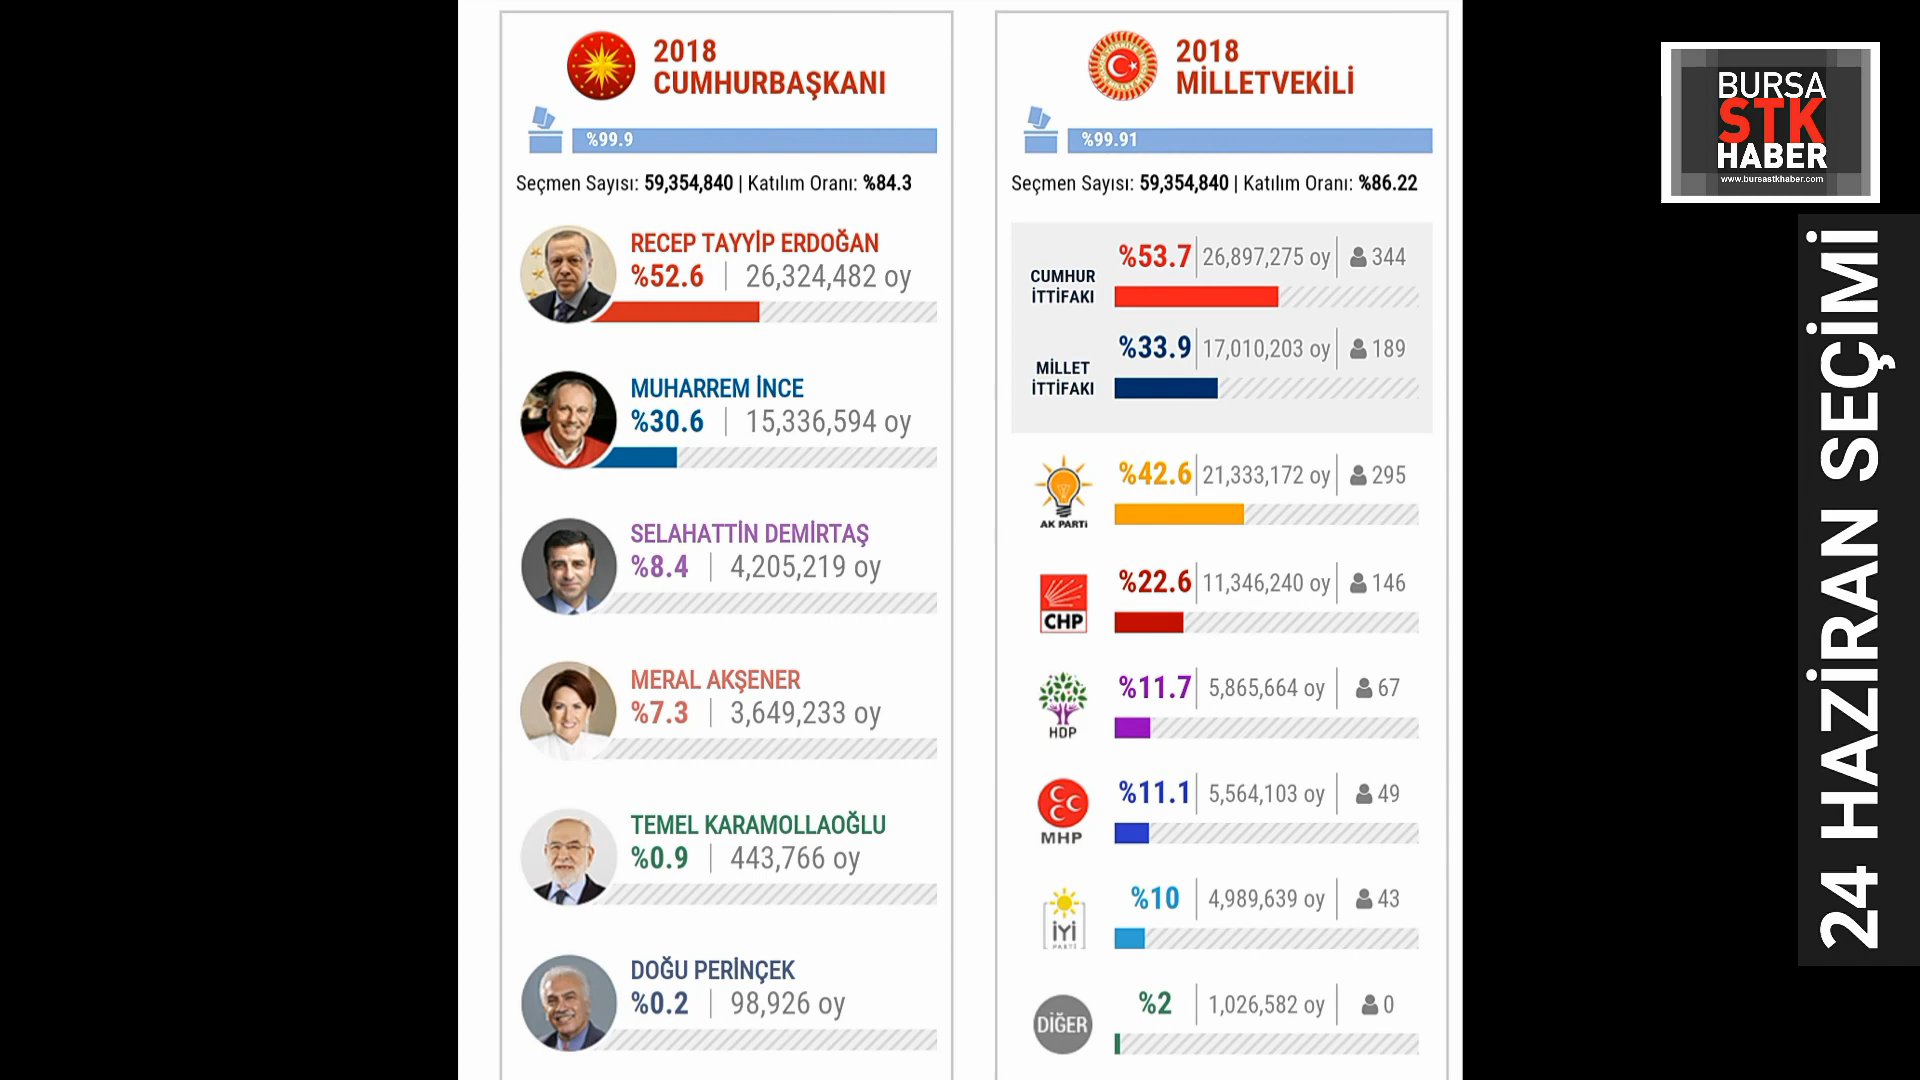 2018
CUMHURBAŞKANI
%99.9
Seçmen Sayısı: 59,354,840 | Katılım Oranı: %84.3
RECEP TAYYİP ERDOĞAN
%52.6 | 26,324,482 oy
MUHARREM İNCE
%30.6 | 15,336,594 oy
SELAHATTİN DEMİRTAŞ
%8.4 | 4,205,219 oy
MERAL AKŞENER
%7.3 | 3,649,233 oy
TEMEL KARAMOLLAOĞLU
%0.9 | 443,766 oy
DOĞU PERİNÇEK
%0.2 | 98,926 oy
2018
MİLLETVEKİLİ
%99.91
Seçmen Sayısı: 59,354,840 | Katılım Oranı: %86.22
CUMHUR
İTTİFAKI
%53.7 | 26,897,275 oy | 344
MİLLET
İTTİFAKI
%33.9 | 17,010,203 oy | 189
AK PARTİ
%42.6 | 21,333,172 oy | 295
CHP
%22.6 | 11,346,240 oy | 146
HDP
%11.7 | 5,865,664 oy | 67
MHP
%11.1 | 5,564,103 oy | 49
İYİ
PARTİ
%10 | 4,989,639 oy | 43
DİĞER
%2 | 1,026,582 oy | 0
BURSA
STK
HABER
www.bursastkhaber.com
24 HAZİRAN SEÇİMİ